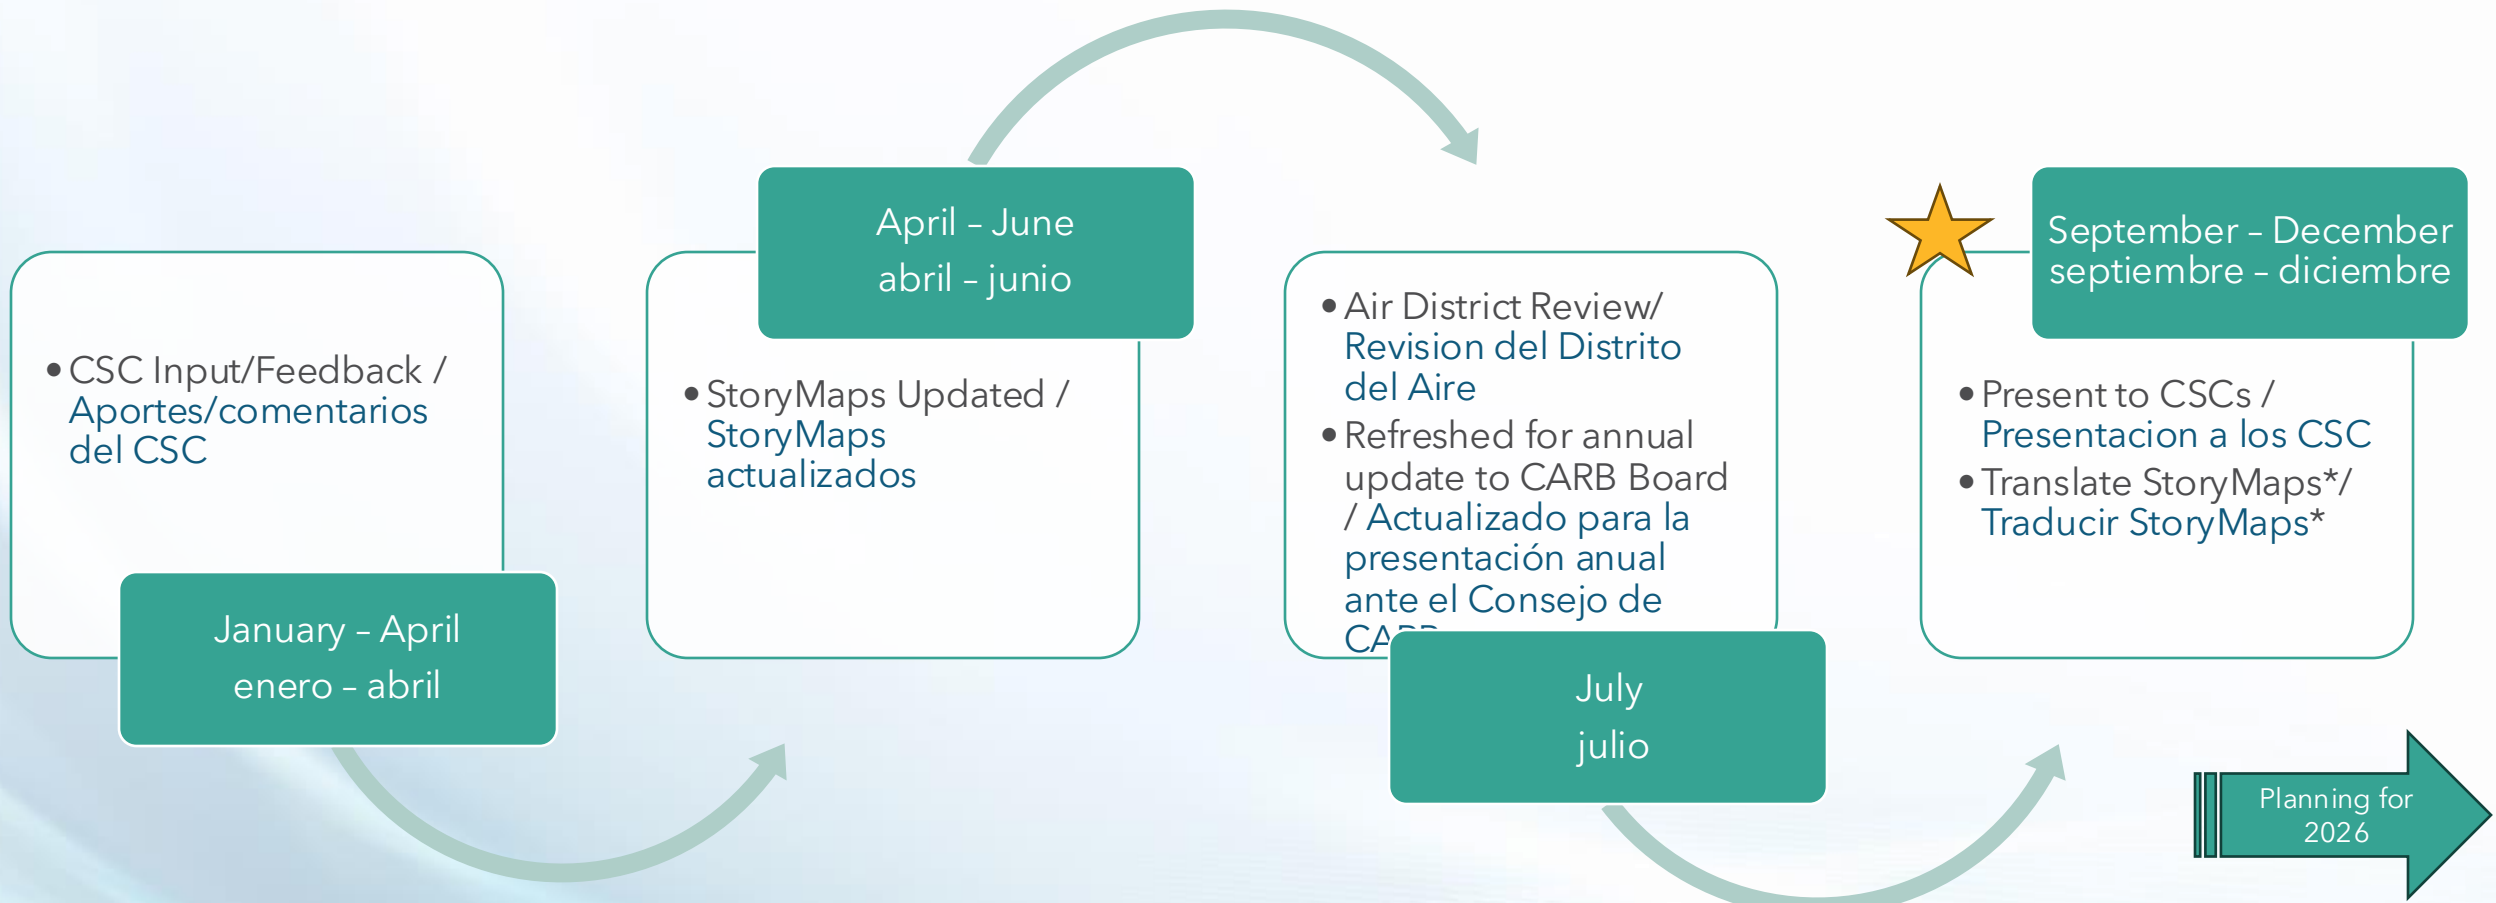 • CSC Input/Feedback /
Aportes/comentarios
del CSC
January – April
enero – abril
April – June
abril – junio
• StoryMaps Updated /
StoryMaps
actualizados
• Air District Review/
Revision del Distrito
del Aire
• Refreshed for annual
update to CARB Board
/ Actualizado para la
presentación anual
ante el Consejo de
July
julio
September – December
septiembre – diciembre
• Present to CSCs /
Presentacion a los CSC
• Translate StoryMaps*/
Traducir StoryMaps*
Planning for
2026